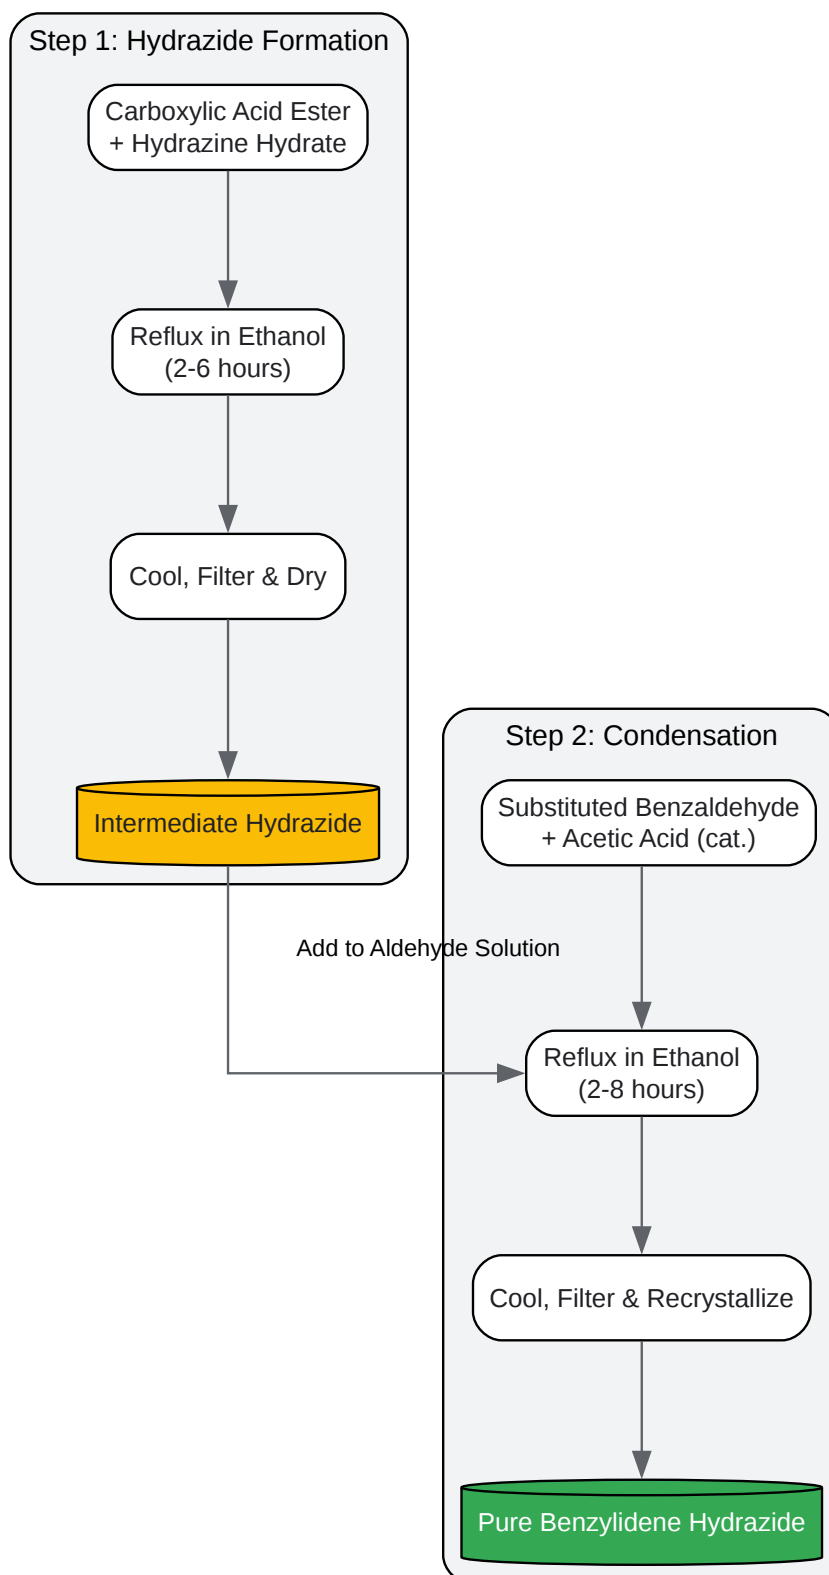 Step 1: Hydrazide Formation
Carboxylic Acid Ester
+ Hydrazine Hydrate
Reflux in Ethanol
(2-6 hours)
Cool, Filter & Dry
Intermediate Hydrazide
Add to Aldehyde Solution
Step 2: Condensation
Substituted Benzaldehyde
+ Acetic Acid (cat.)
Reflux in Ethanol
(2-8 hours)
Cool, Filter & Recrystallize
Pure Benzylidene Hydrazide